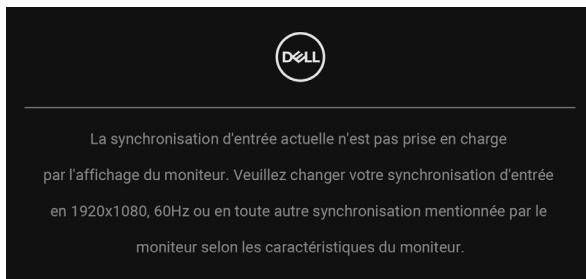 DELL
La synchronisation d'entrée actuelle n'est pas prise en charge
par l'affichage du moniteur. Veuillez changer votre synchronisation d'entrée
en 1920x1080, 60Hz ou en toute autre synchronisation mentionnée par le
moniteur selon les caractéristiques du moniteur.